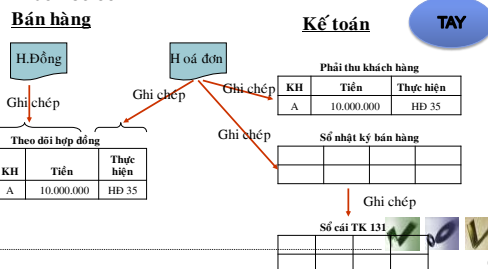 Bán hàng
Kế toán
TAY
H.Đồng
H oá đơn
Ghi chép
Ghi chép
Ghi chép
Ghi chép
Theo dõi hợp đồng
KH Tiền Thực hiện
A 10.000.000 HĐ 35
Phải thu khách hàng
KH Tiền Thực hiện
A 10.000.000 HĐ 35
Sổ nhật ký bán hàng
Ghi chép
Sổ cái TK 131